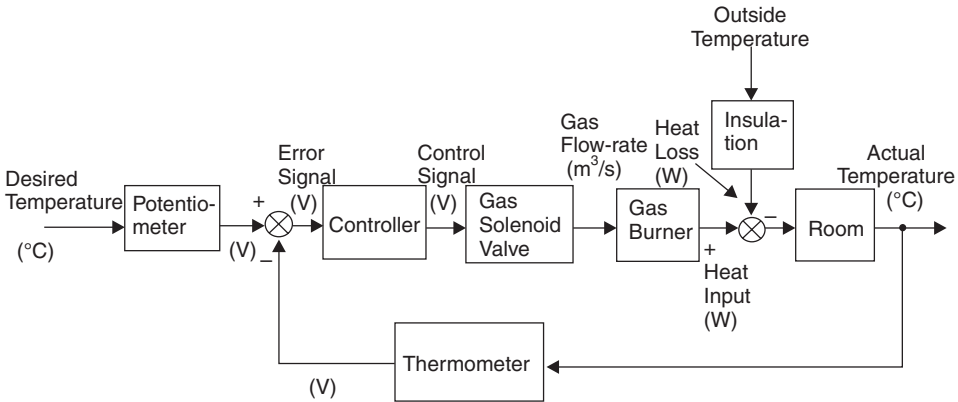 Outside
Temperature
Insula-
tion
Desired
Temperature
(°C)
Potentio-
meter
(V)
+
−
Error
Signal
(V)
Controller
Control
Signal
(V)
Gas
Solenoid
Valve
Gas
Flow-rate
(m³/s)
Gas
Burner
Heat
Loss
(W)
+
−
Heat
Input
(W)
Room
Actual
Temperature
(°C)
Thermometer
(V)